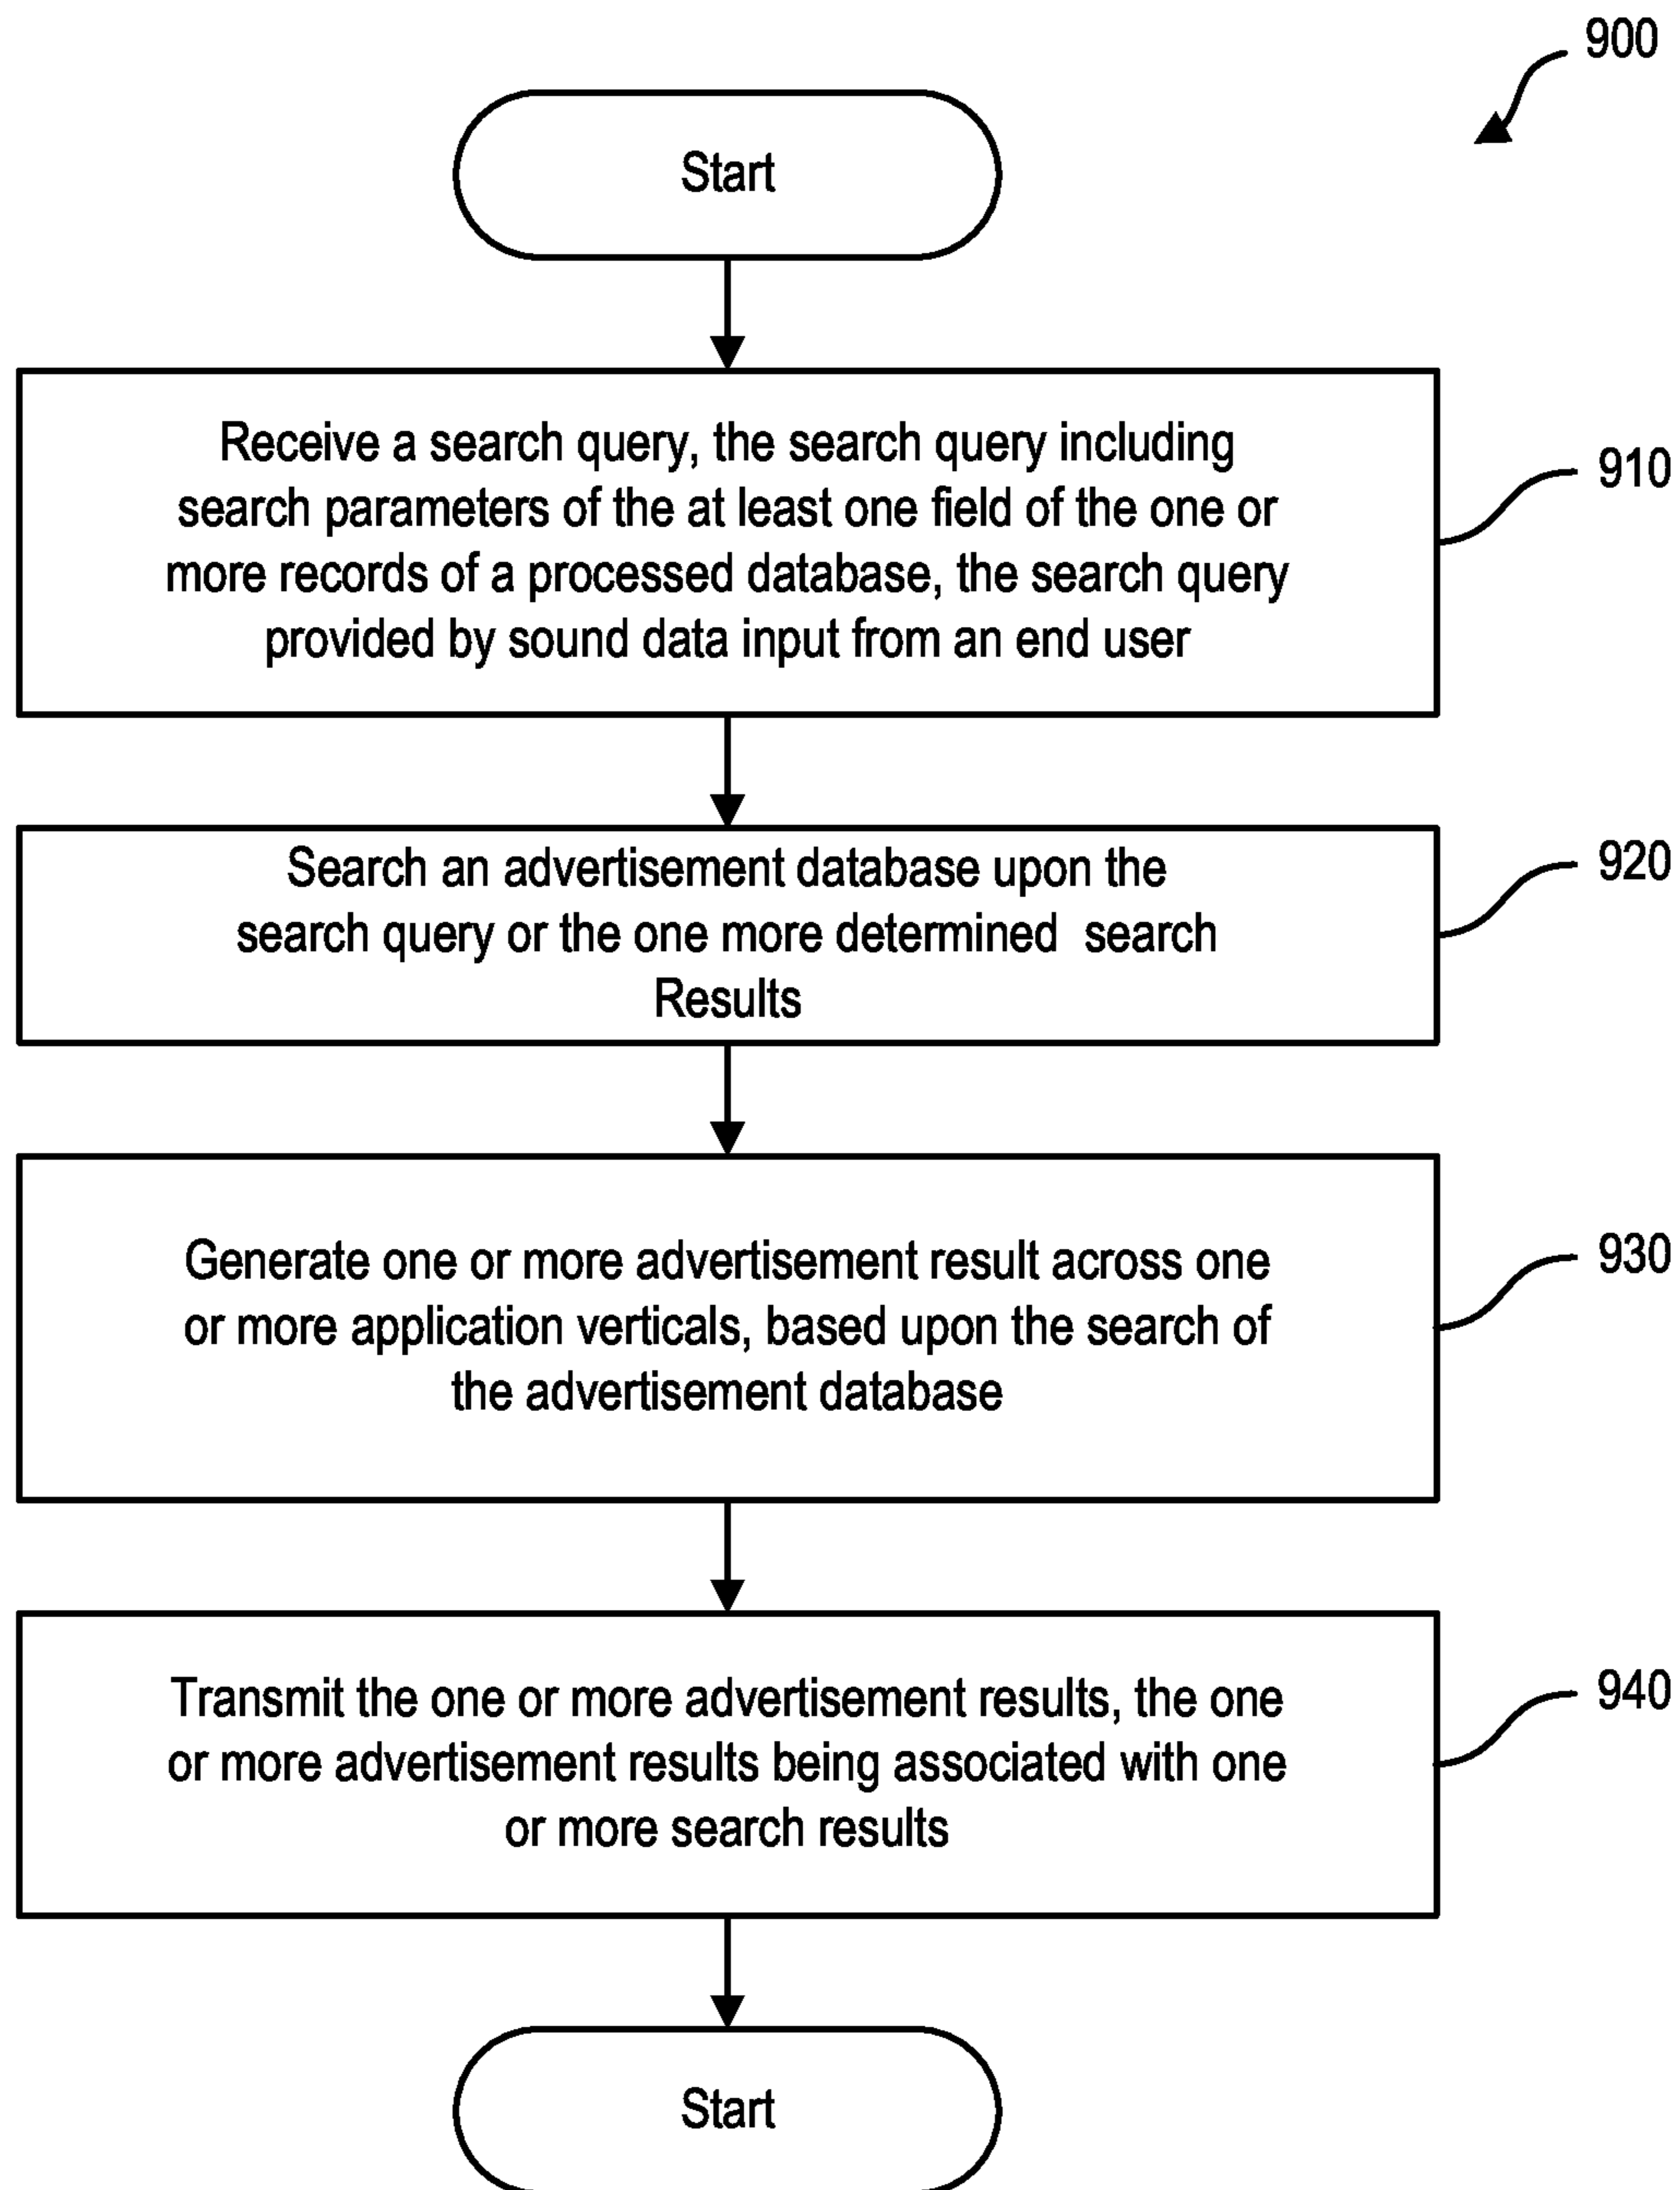 900
Start
Receive a search query, the search query including
search parameters of the at least one field of the one or
more records of a processed database, the search query
provided by sound data input from an end user
910
Search an advertisement database upon the
search query or the one more determined search
Results
920
Generate one or more advertisement result across one
or more application verticals, based upon the search of
the advertisement database
930
Transmit the one or more advertisement results, the one
or more advertisement results being associated with one
or more search results
940
Start